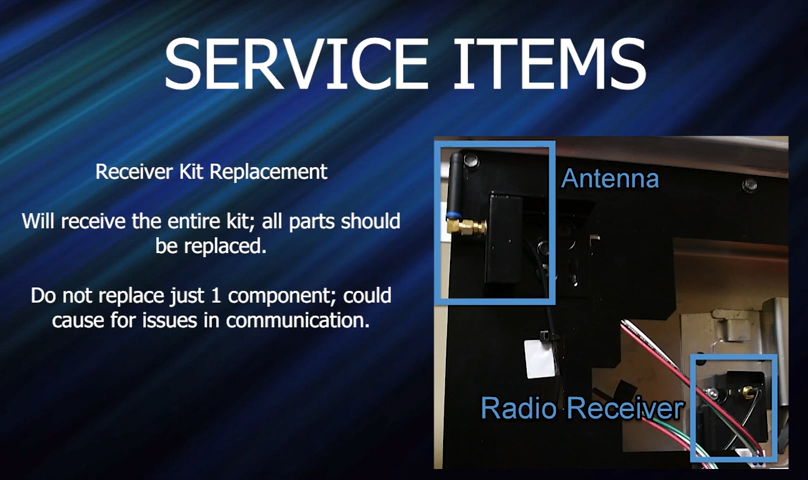 SERVICE ITEMS
Receiver Kit Replacement
Will receive the entire kit; all parts should
be replaced.
Do not replace just 1 component; could
cause for issues in communication.
Antenna
Radio Receiver